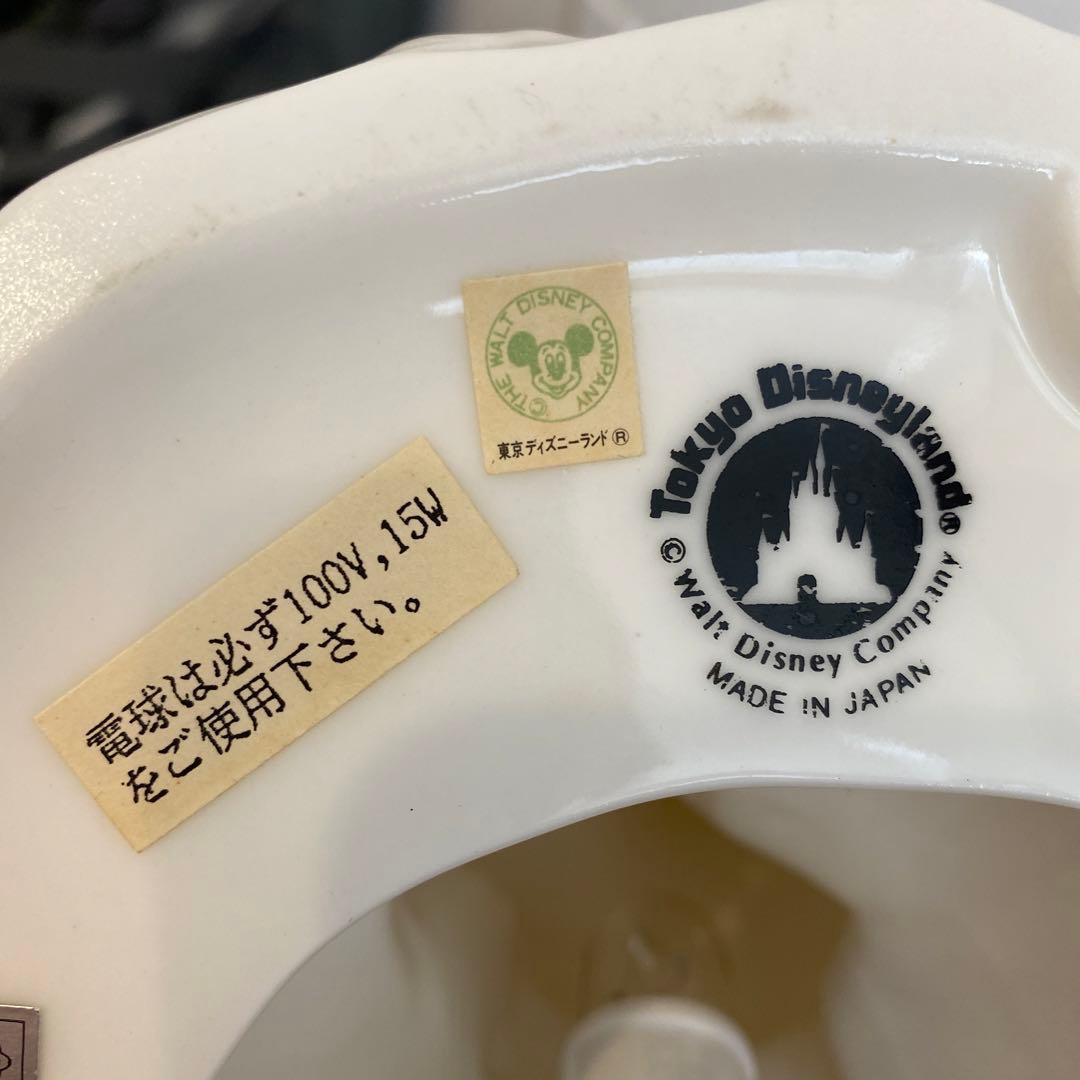 ©THE WALT DISNEY COMPANY
東京ディズニーランド®
Tokyo Disneyland®
©Walt Disney Company
MADE IN JAPAN
電球は必ず100V,15W
をご使用下さい。